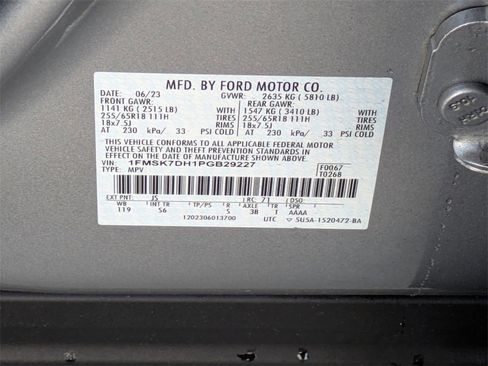 MFD. BY FORD MOTOR CO.
DATE: 06/23 GVWR: 2635 KG ( 5810 LB)
FRONT GAWR: REAR GAWR:
1141 KG ( 2515 LB) WITH 1547 KG ( 3410 LB) WITH
255/65R18 111H TIRES 255/65R18 111H TIRES
18x7.5J RIMS 18x7.5J RIMS
AT 230 kPa/ 33 PSI COLD AT 230 kPa/ 33 PSI COLD
THIS VEHICLE CONFORMS TO ALL APPLICABLE FEDERAL MOTOR VEHICLE
SAFETY AND THEFT PREVENTION STANDARDS IN EFFECT ON THE DATE OF
MANUFACTURE SHOWN ABOVE.
VIN: 1FMSK7DH1PGB29227 F0067
TYPE: MPV T0268
EXT PNT: JS RC: 71 DSO:
WB INT TR TP/PS R AXLE TR SPR
119 56 5 3B T AAAA
1202306013700 UTC 5U5A-1520472-BA